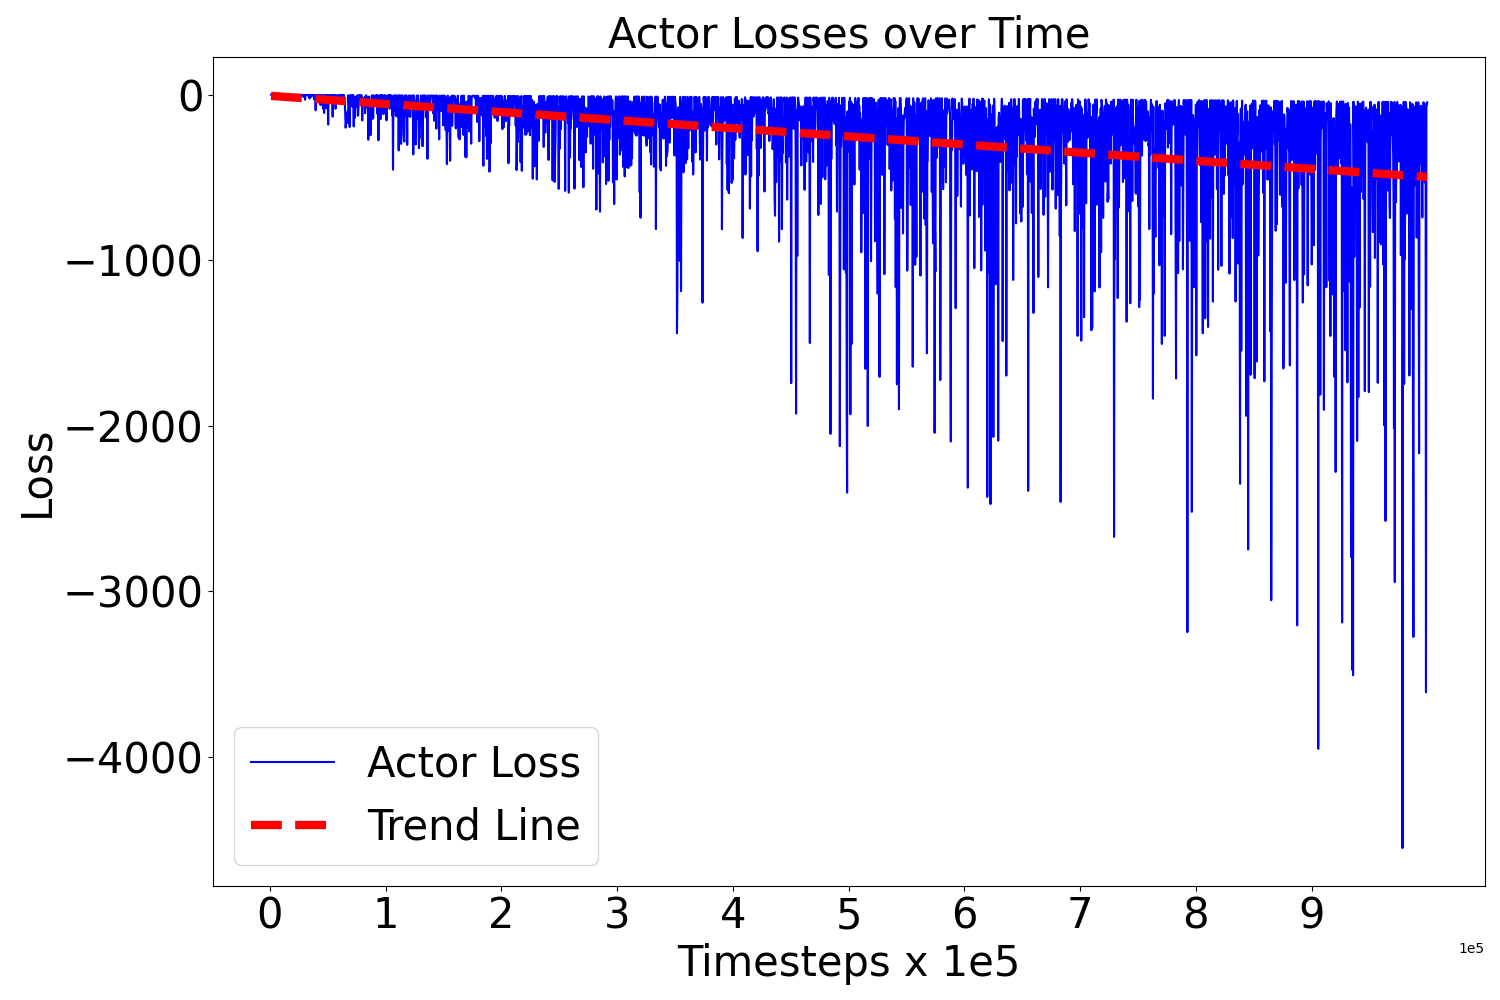 Actor Losses over Time
0
−1000
−2000
−3000
−4000
Loss
Actor Loss
Trend Line
0 1 2 3 4 5 6 7 8 9
1e5
Timesteps x 1e5